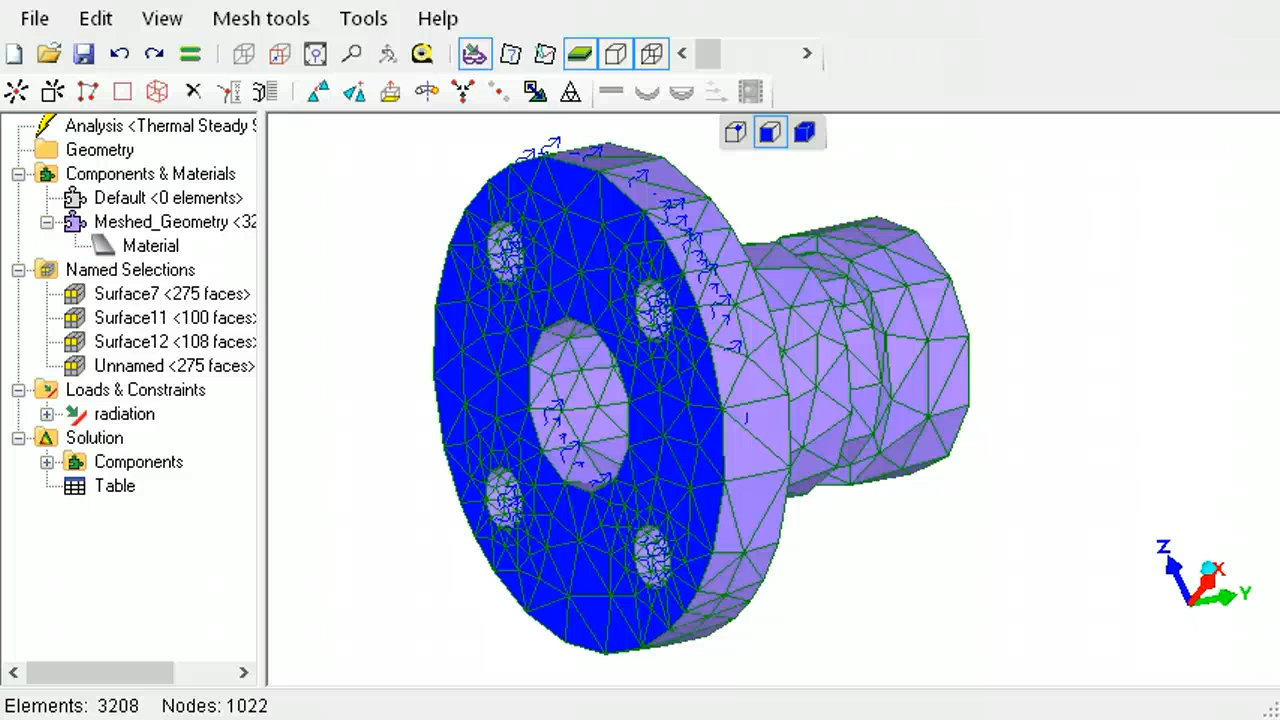 File Edit View Mesh tools Tools Help
Analysis <Thermal Steady S
Geometry
Components & Materials
Default <0 elements>
Meshed_Geometry <32
Material
Named Selections
Surface7 <275 faces>
Surface11 <100 faces>
Surface12 <108 faces>
Unnamed <275 faces>
Loads & Constraints
radiation
Solution
Components
Table
Z
X
Y
Elements: 3208 Nodes: 1022